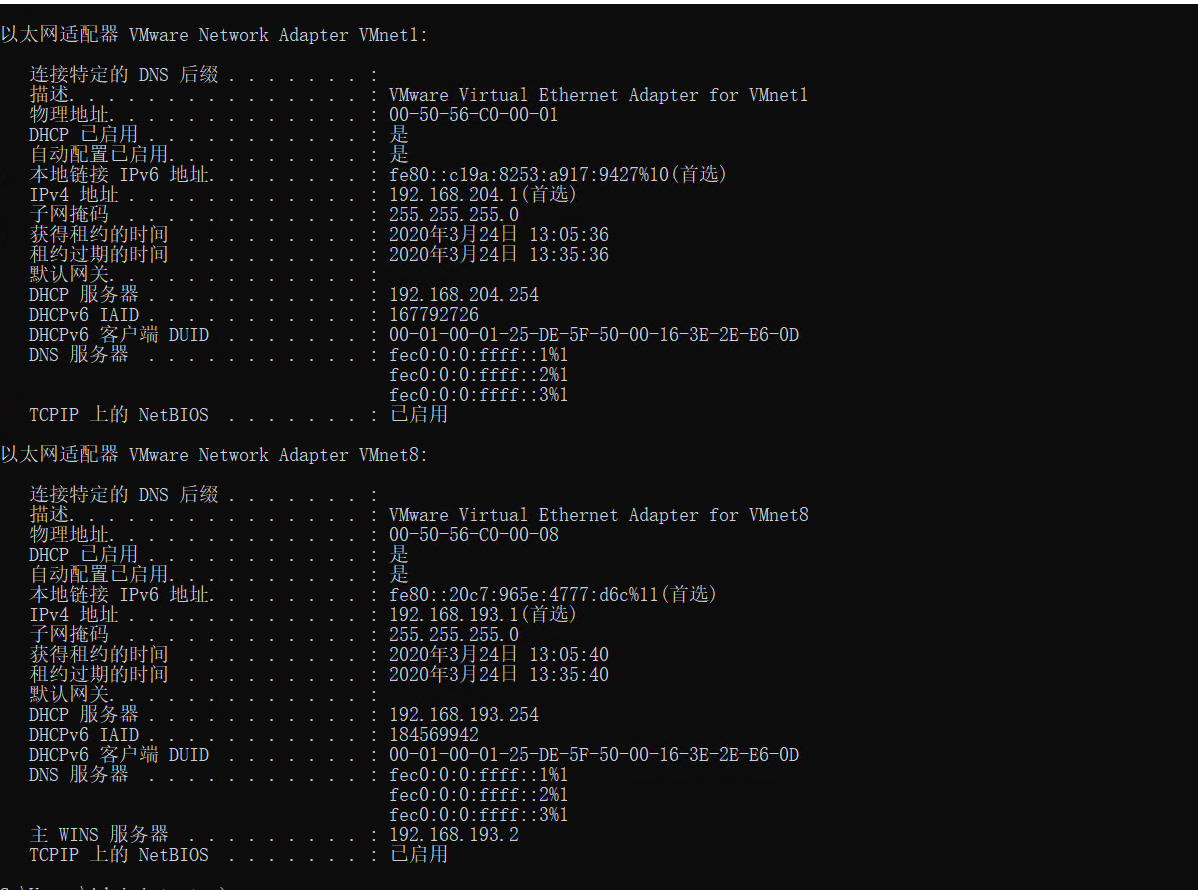 以太网适配器 VMware Network Adapter VMnet1:
连接特定的 DNS 后缀 . . . . . . . :
描述. . . . . . . . . . . . . . . : VMware Virtual Ethernet Adapter for VMnet1
物理地址. . . . . . . . . . . . . : 00-50-56-C0-00-01
DHCP 已启用 . . . . . . . . . . . : 是
自动配置已启用. . . . . . . . . . : 是
本地链接 IPv6 地址. . . . . . . . : fe80::c19a:8253:a917:9427%10(首选)
IPv4 地址 . . . . . . . . . . . . : 192.168.204.1(首选)
子网掩码  . . . . . . . . . . . . : 255.255.255.0
获得租约的时间  . . . . . . . . . : 2020年3月24日 13:05:36
租约过期的时间  . . . . . . . . . : 2020年3月24日 13:35:36
默认网关. . . . . . . . . . . . . :
DHCP 服务器 . . . . . . . . . . . : 192.168.204.254
DHCPv6 IAID . . . . . . . . . . . : 167792726
DHCPv6 客户端 DUID  . . . . . . . : 00-01-00-01-25-DE-5F-50-00-16-3E-2E-E6-0D
DNS 服务器  . . . . . . . . . . . : fec0:0:0:ffff::1%1
fec0:0:0:ffff::2%1
fec0:0:0:ffff::3%1
TCPIP 上的 NetBIOS  . . . . . . . : 已启用
以太网适配器 VMware Network Adapter VMnet8:
连接特定的 DNS 后缀 . . . . . . . :
描述. . . . . . . . . . . . . . . : VMware Virtual Ethernet Adapter for VMnet8
物理地址. . . . . . . . . . . . . : 00-50-56-C0-00-08
DHCP 已启用 . . . . . . . . . . . : 是
自动配置已启用. . . . . . . . . . : 是
本地链接 IPv6 地址. . . . . . . . : fe80::20c7:965e:4777:d6c%11(首选)
IPv4 地址 . . . . . . . . . . . . : 192.168.193.1(首选)
子网掩码  . . . . . . . . . . . . : 255.255.255.0
获得租约的时间  . . . . . . . . . : 2020年3月24日 13:05:40
租约过期的时间  . . . . . . . . . : 2020年3月24日 13:35:40
默认网关. . . . . . . . . . . . . :
DHCP 服务器 . . . . . . . . . . . : 192.168.193.254
DHCPv6 IAID . . . . . . . . . . . : 184569942
DHCPv6 客户端 DUID  . . . . . . . : 00-01-00-01-25-DE-5F-50-00-16-3E-2E-E6-0D
DNS 服务器  . . . . . . . . . . . : fec0:0:0:ffff::1%1
fec0:0:0:ffff::2%1
fec0:0:0:ffff::3%1
主 WINS 服务器  . . . . . . . . . : 192.168.193.2
TCPIP 上的 NetBIOS  . . . . . . . : 已启用